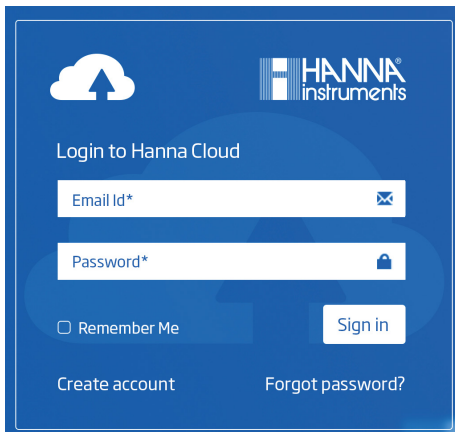 HANNA®
instruments
Login to Hanna Cloud
Email Id*
Password*
Remember Me
Sign in
Create account
Forgot password?